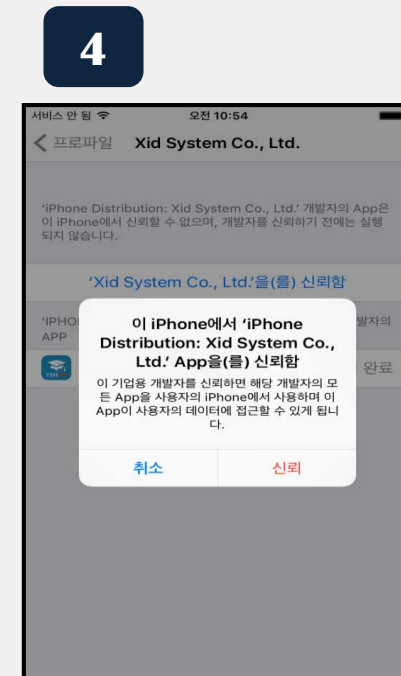 4
서비스 안 됨
오전 10:54
프로파일
Xid System Co., Ltd.
‘iPhone Distribution: Xid System Co., Ltd.’ 개발자의 App은
이 iPhone에서 신뢰할 수 없으며, 개발자를 신뢰하기 전에는 실행
되지 않습니다.
‘Xid System Co., Ltd.’을(를) 신뢰함
‘IPHO
발자의
APP
완료
이 iPhone에서 ‘iPhone
Distribution: Xid System Co.,
Ltd.’ App을(를) 신뢰함
이 기업용 개발자를 신뢰하면 해당 개발자의 모
든 App을 사용자의 iPhone에서 사용하며 이
App이 사용자의 데이터에 접근할 수 있게 됩니
다.
취소
신뢰